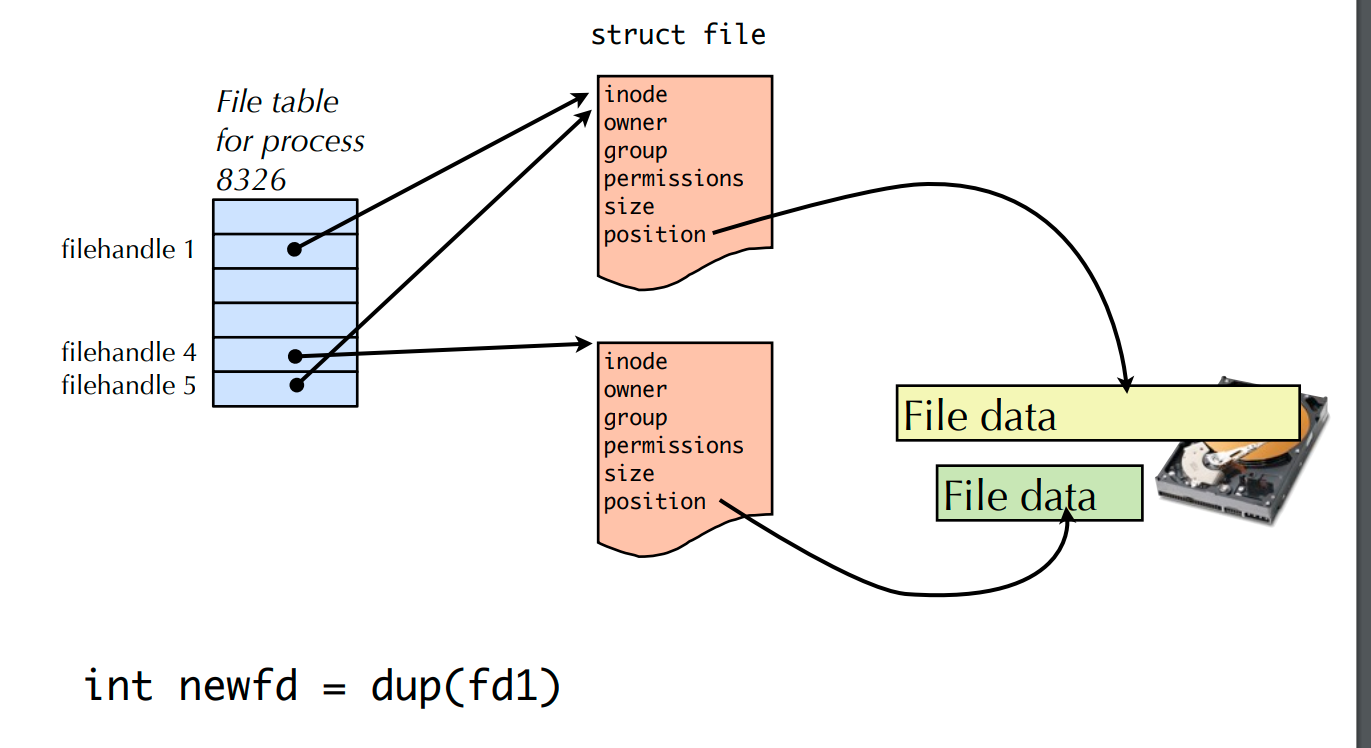 struct file
File table
for process
8326
filehandle 1
filehandle 4
filehandle 5
inode
owner
group
permissions
size
position
inode
owner
group
permissions
size
position
File data
File data
int newfd = dup(fd1)